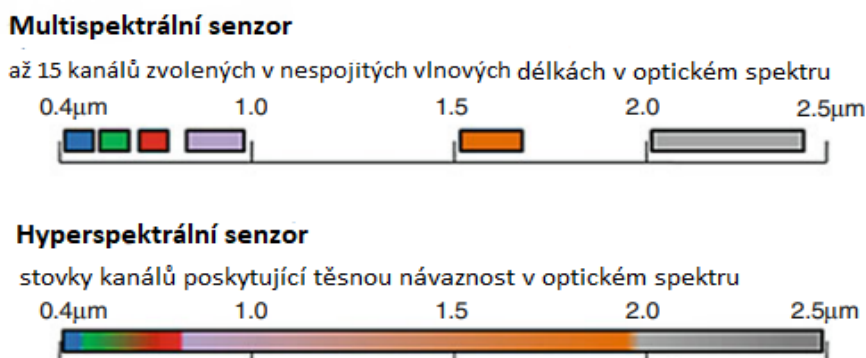 Multispektrální senzor
až 15 kanálů zvolených v nespojitých vlnových délkách v optickém spektru
0.4µm 1.0 1.5 2.0 2.5µm
Hyperspektrální senzor
stovky kanálů poskytující těsnou návaznost v optickém spektru
0.4µm 1.0 1.5 2.0 2.5µm